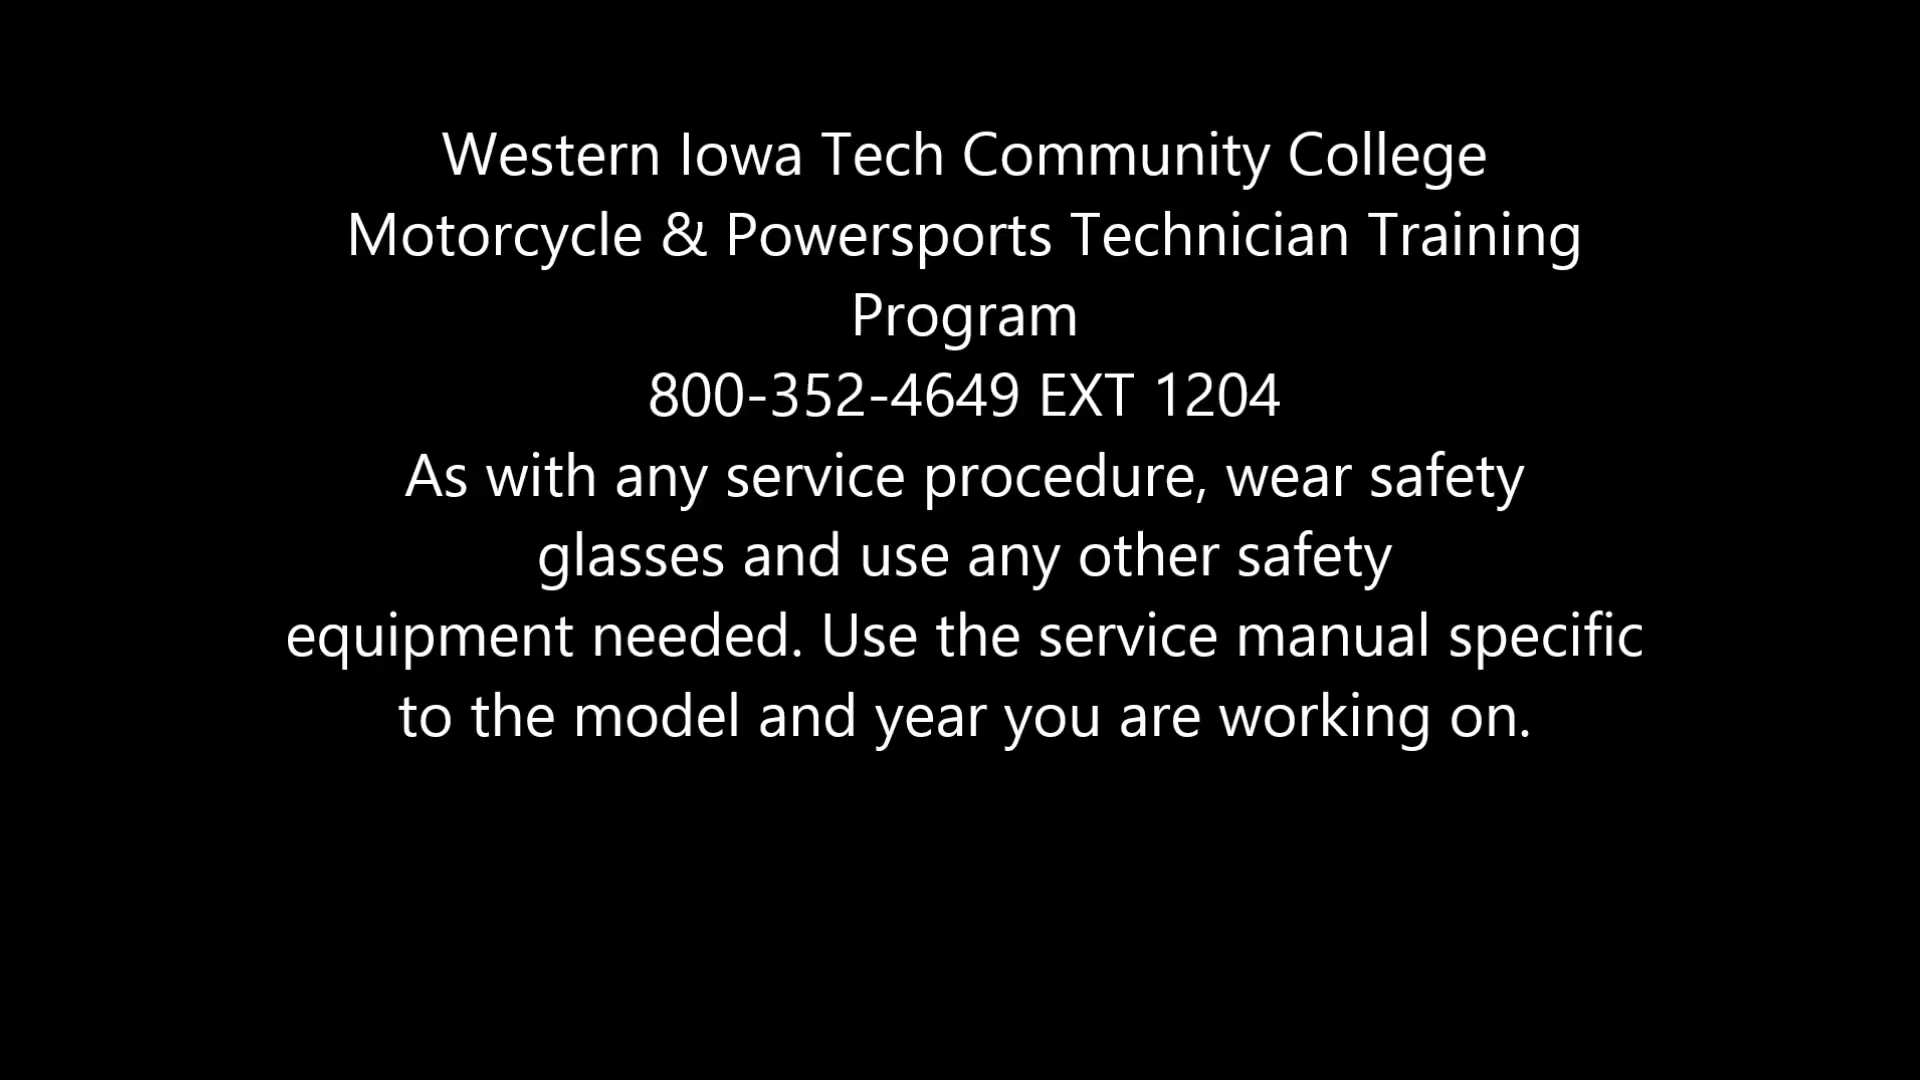 Western Iowa Tech Community College
Motorcycle & Powersports Technician Training
Program
800-352-4649 EXT 1204
As with any service procedure, wear safety
glasses and use any other safety
equipment needed. Use the service manual specific
to the model and year you are working on.